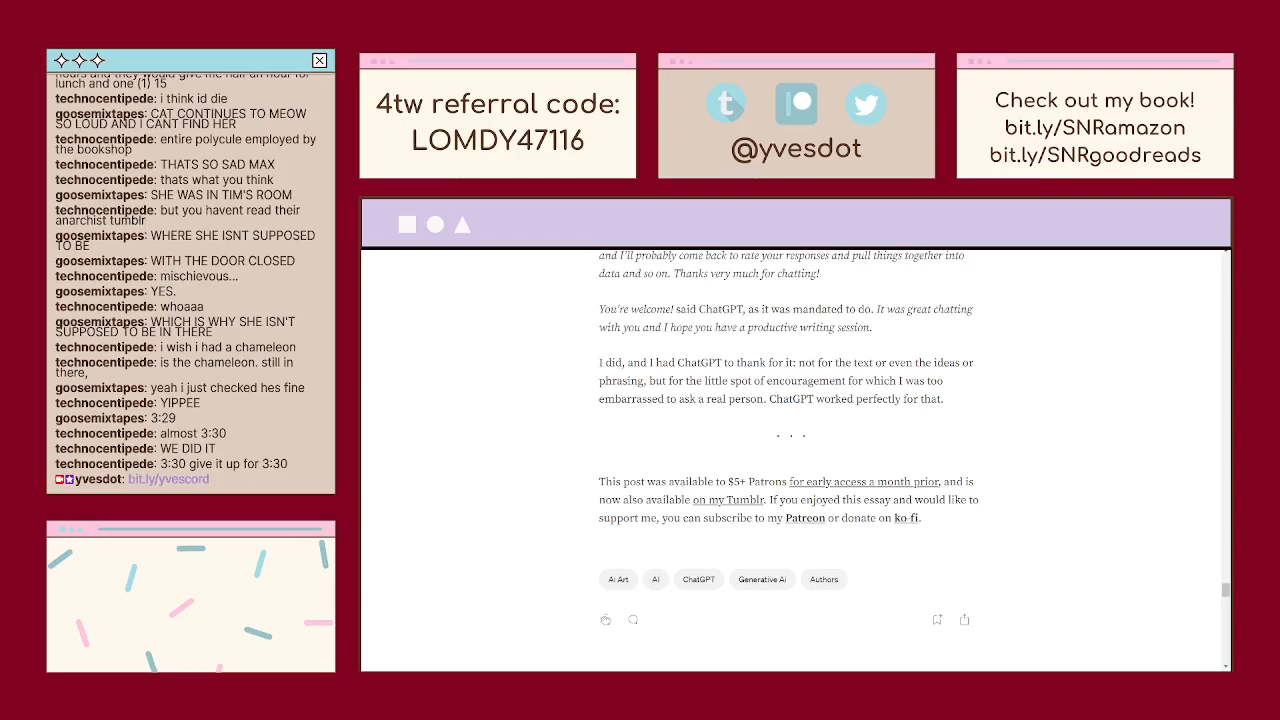 hours and they would give me half an hour for
lunch and one (1) 15
technocentipede: i think id die
goosemixtapes: CAT CONTINUES TO MEOW
SO LOUD AND I CANT FIND HER
technocentipede: entire polycule employed by
the bookshop
technocentipede: THATS SO SAD MAX
technocentipede: thats what you think
goosemixtapes: SHE WAS IN TIM'S ROOM
technocentipede: but you havent read their
anarchist tumblr
goosemixtapes: WHERE SHE ISNT SUPPOSED
TO BE
goosemixtapes: WITH THE DOOR CLOSED
technocentipede: mischievous...
goosemixtapes: YES.
technocentipede: whoaaa
goosemixtapes: WHICH IS WHY SHE ISN'T
SUPPOSED TO BE IN THERE
technocentipede: i wish i had a chameleon
technocentipede: is the chameleon. still in
there,
goosemixtapes: yeah i just checked hes fine
technocentipede: YIPPEE
goosemixtapes: 3:29
technocentipede: almost 3:30
technocentipede: WE DID IT
technocentipede: 3:30 give it up for 3:30
yvesdot: bit.ly/yvescord
4tw referral code:
LOMDY47116
@yvesdot
Check out my book!
bit.ly/SNRamazon
bit.ly/SNRgoodreads
and I'll probably come back to rate your responses and pull things together into
data and so on. Thanks very much for chatting!
You're welcome! said ChatGPT, as it was mandated to do. It was great chatting
with you and I hope you have a productive writing session.
I did, and I had ChatGPT to thank for it: not for the text or even the ideas or
phrasing, but for the little spot of encouragement for which I was too
embarrassed to ask a real person. ChatGPT worked perfectly for that.
. . .
This post was available to $5+ Patrons for early access a month prior, and is
now also available on my Tumblr. If you enjoyed this essay and would like to
support me, you can subscribe to my Patreon or donate on ko-fi.
Ai Art
AI
ChatGPT
Generative Ai
Authors